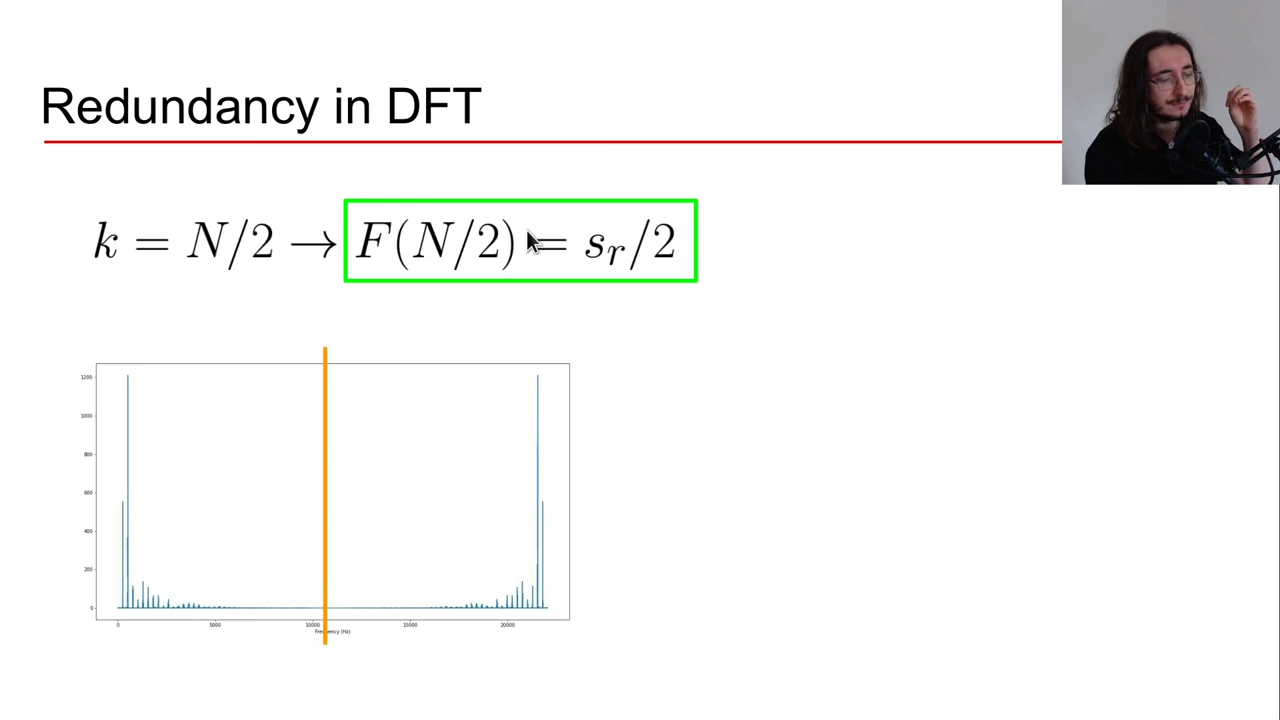 Redundancy in DFT
k = N/2 → F(N/2) = s_r/2
1200
1000
800
600
400
200
0
0 5000 10000 15000 20000
(Hz)